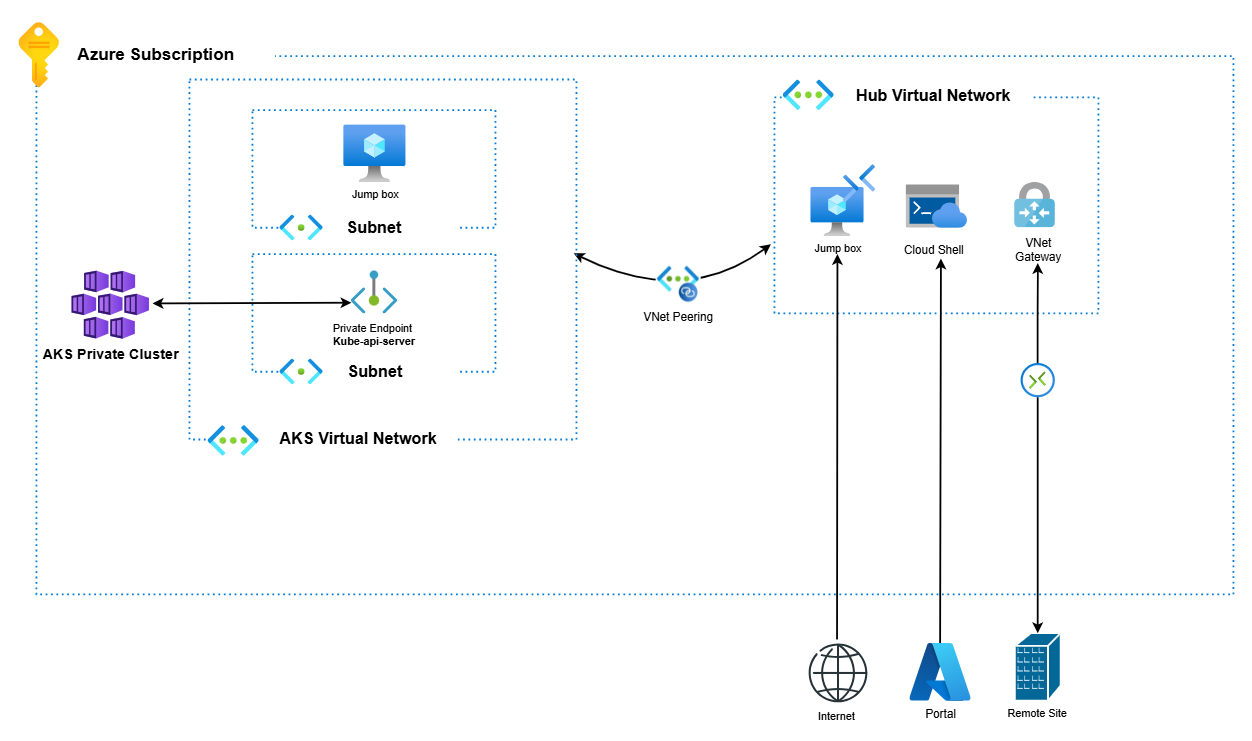 Azure Subscription
Hub Virtual Network
Jump box
Subnet
Jump box
Cloud Shell
VNet
Gateway
Private Endpoint
Kube-api-server
VNet Peering
AKS Private Cluster
Subnet
AKS Virtual Network
Internet
Portal
Remote Site